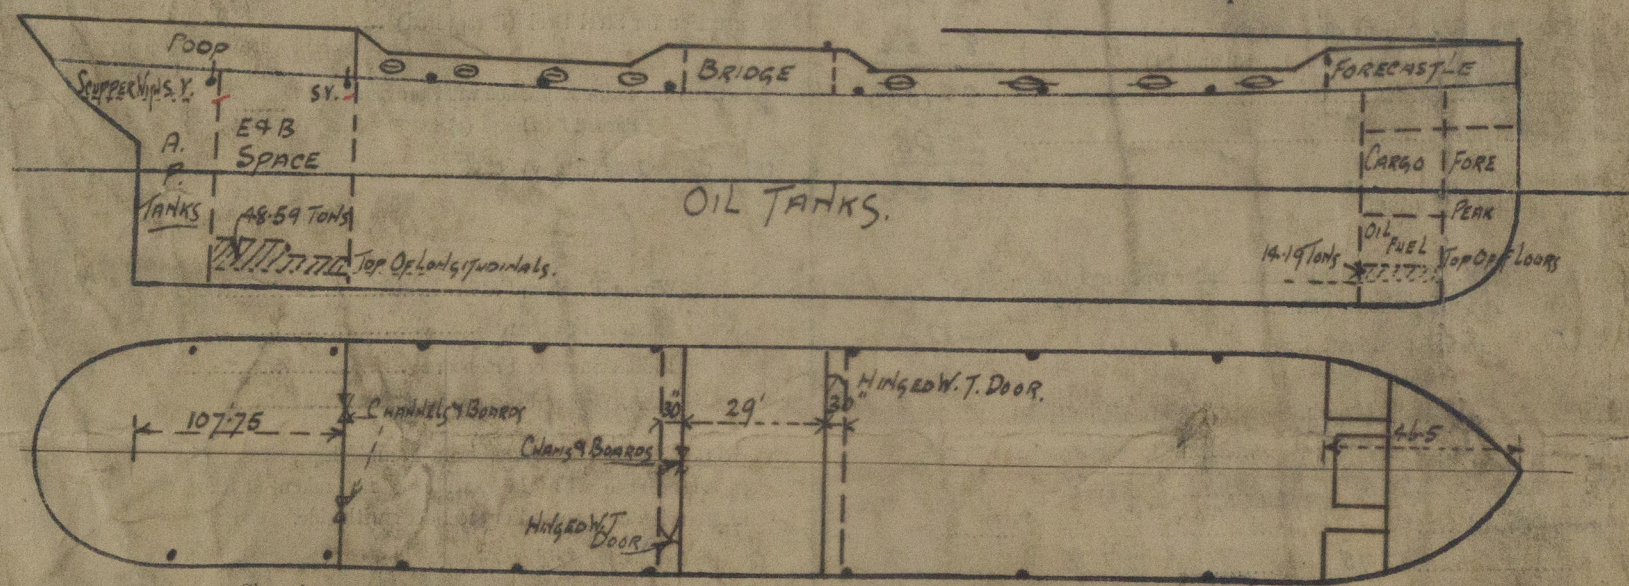 POOP
BRIDGE
FORECASTLE
SCUPPER
S.V.
S.V.
E & B
SPACE
A.
P.
TANKS
48.59 TONS
TOP OF LONGITUDINALS.
OIL TANKS.
CARGO
FORE
PEAK
OIL
FUEL
TOP OF FLOORS
14.19 TONS
107.75
CHANNELS & BOARDS
CHANS & BOARDS
HINGED W.T
DOOR
30"
29'
30"
HINGED W.T. DOOR.
46.5